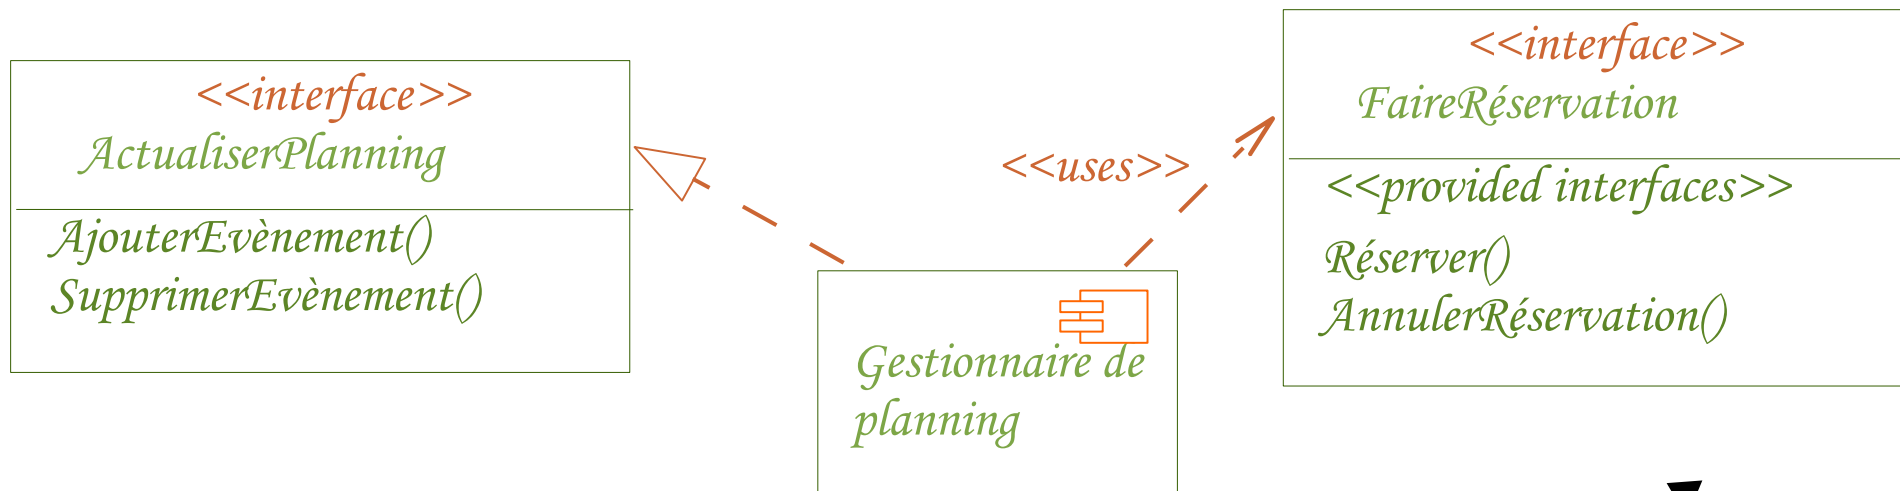 <<interface>>
ActualiserPlanning
AjouterEvènement()
SupprimerEvènement()
<<uses>>
Gestionnaire de
planning
<<interface>>
FaireRéservation
<<provided interfaces>>
Réserver()
AnnulerRéservation()